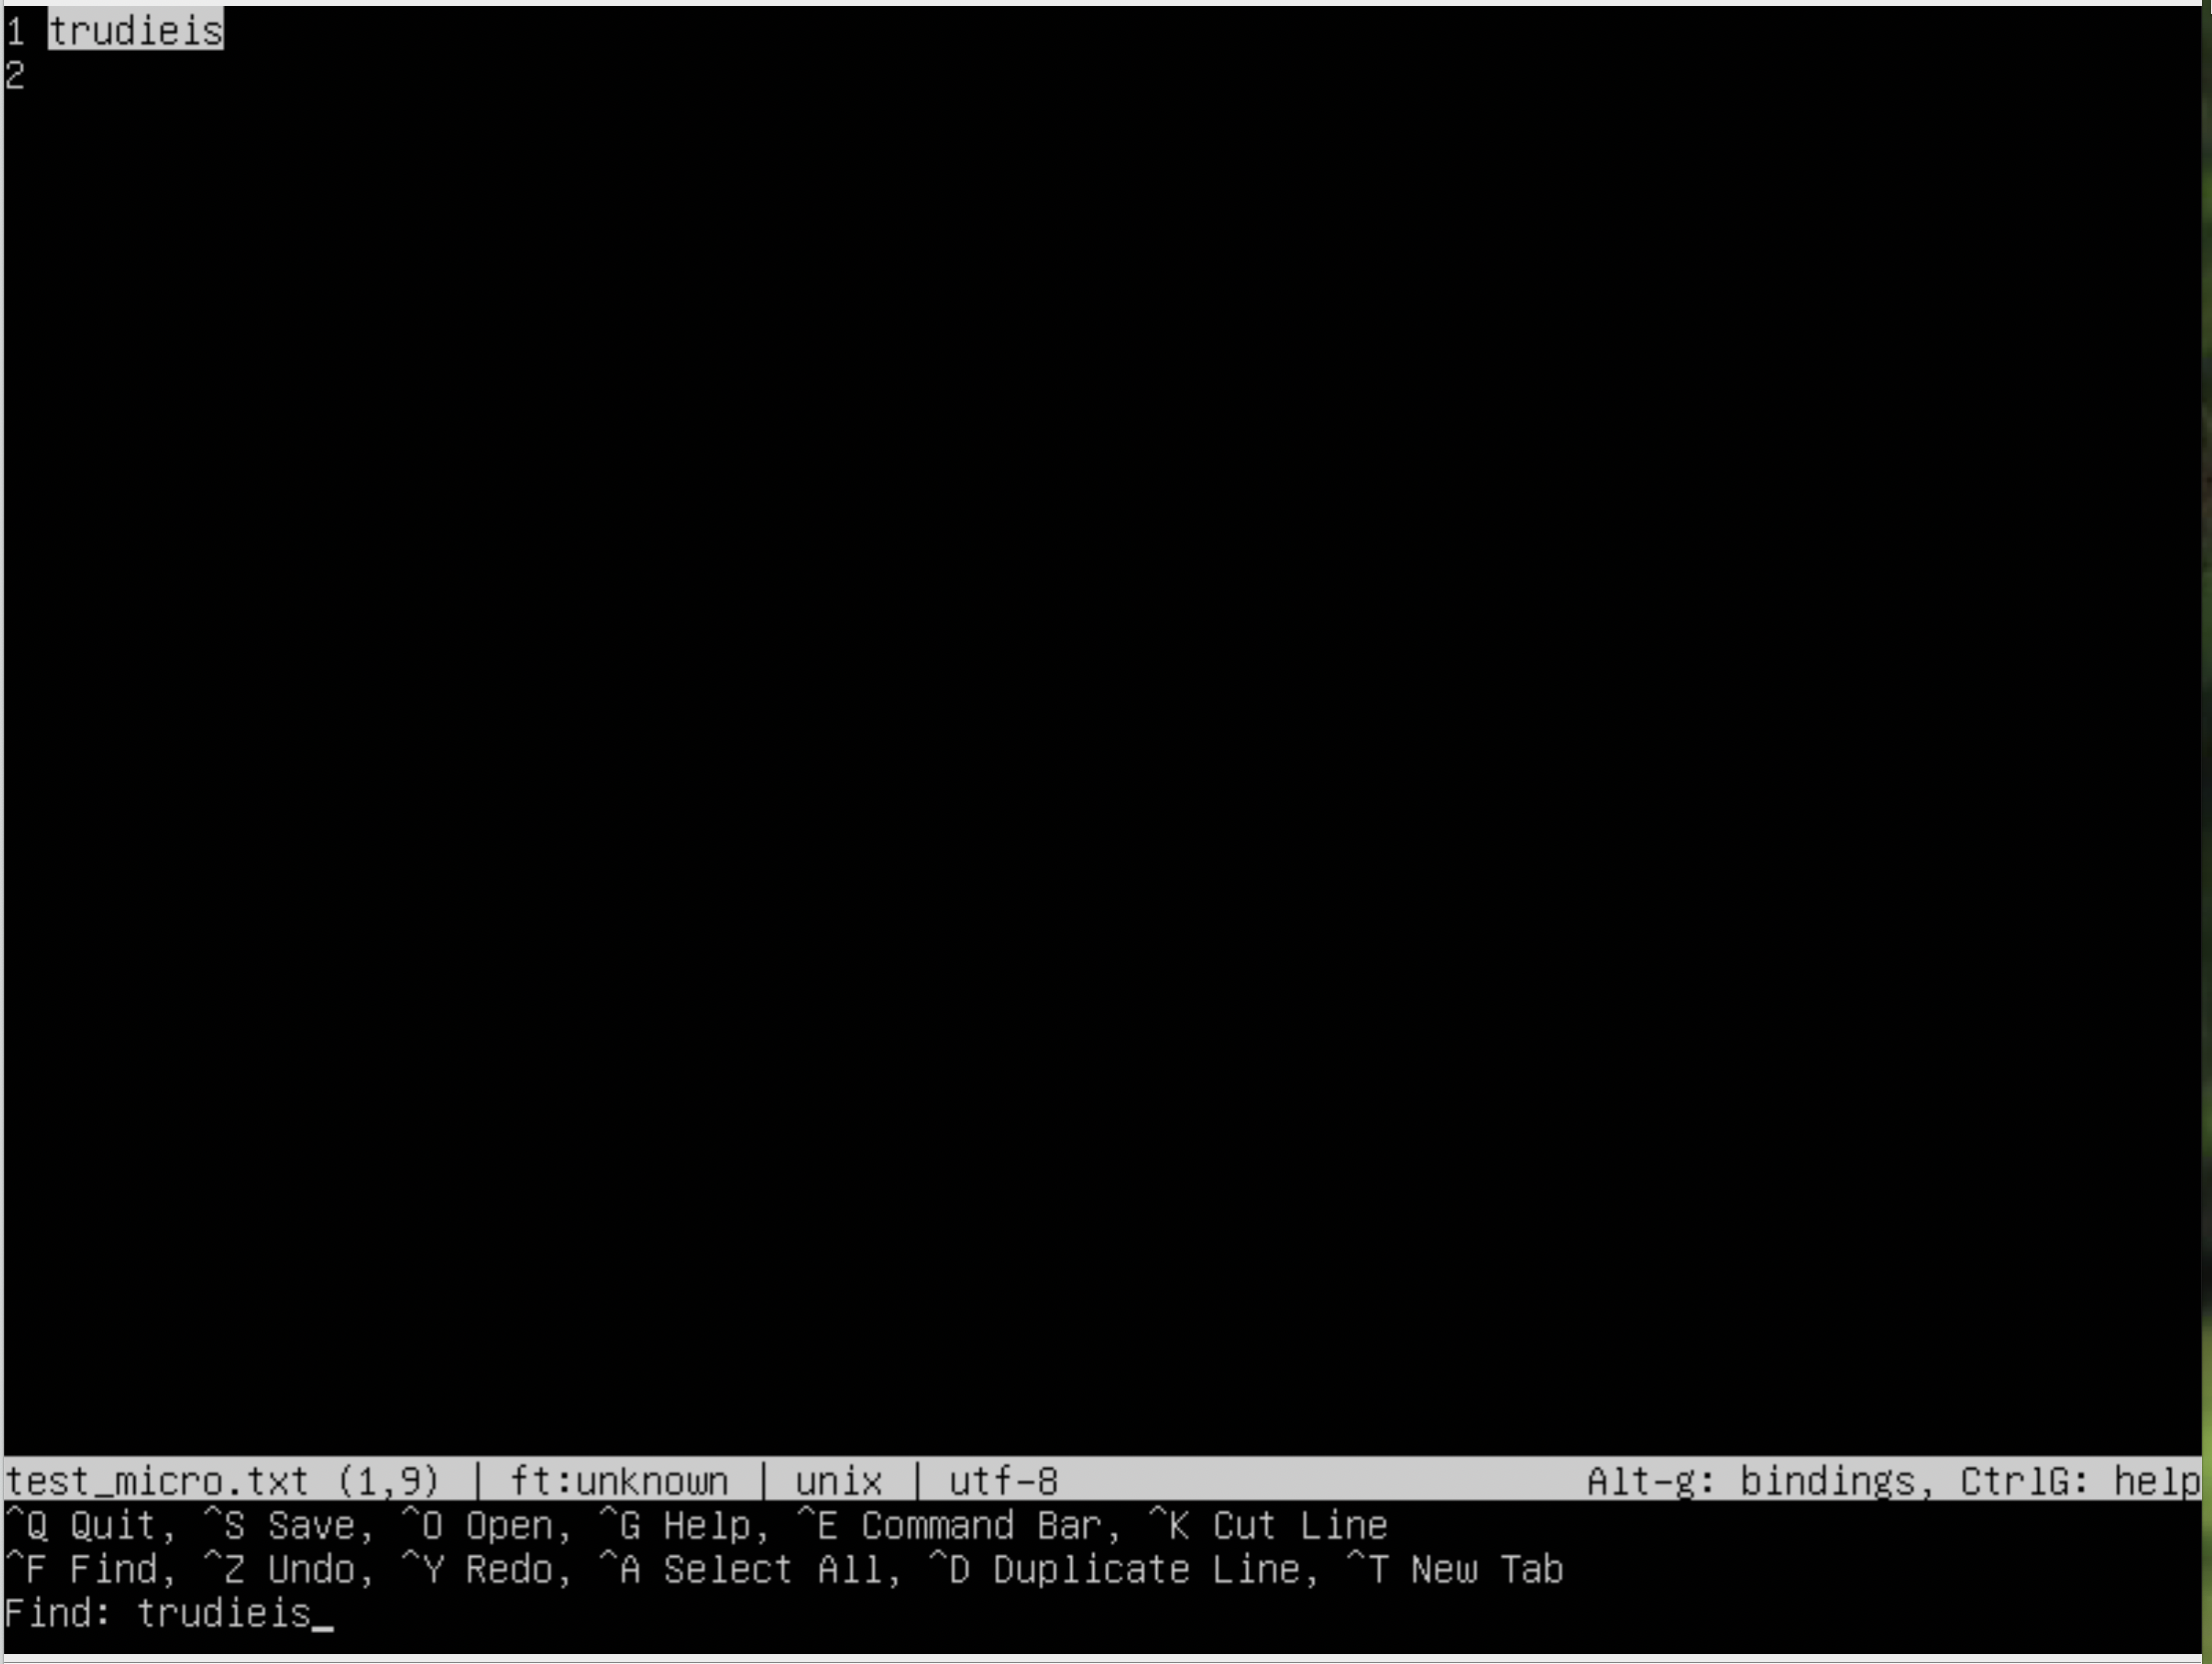 1 trudieis
2
test_micro.txt (1,9) | ft:unknown | unix | utf-8 Alt-g: bindings, CtrlG: help
^Q Quit, ^S Save, ^O Open, ^G Help, ^E Command Bar, ^K Cut Line
^F Find, ^Z Undo, ^Y Redo, ^A Select All, ^D Duplicate Line, ^T New Tab
Find: trudieis_